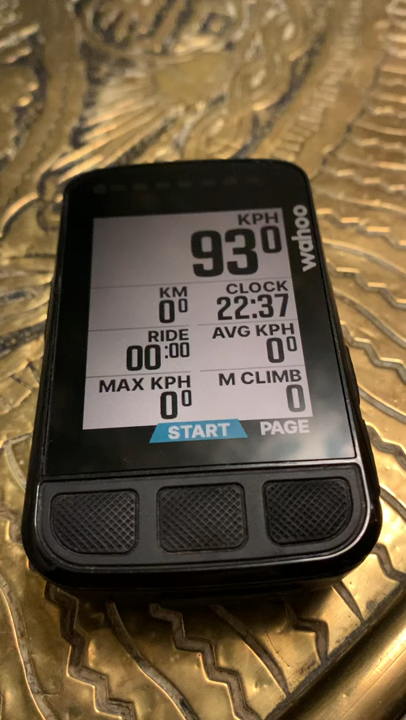 KPH
93⁰
wahoo
KM
0⁰
CLOCK
22:37
RIDE
00:00
AVG KPH
0⁰
MAX KPH
0⁰
M CLIMB
0
START
PAGE